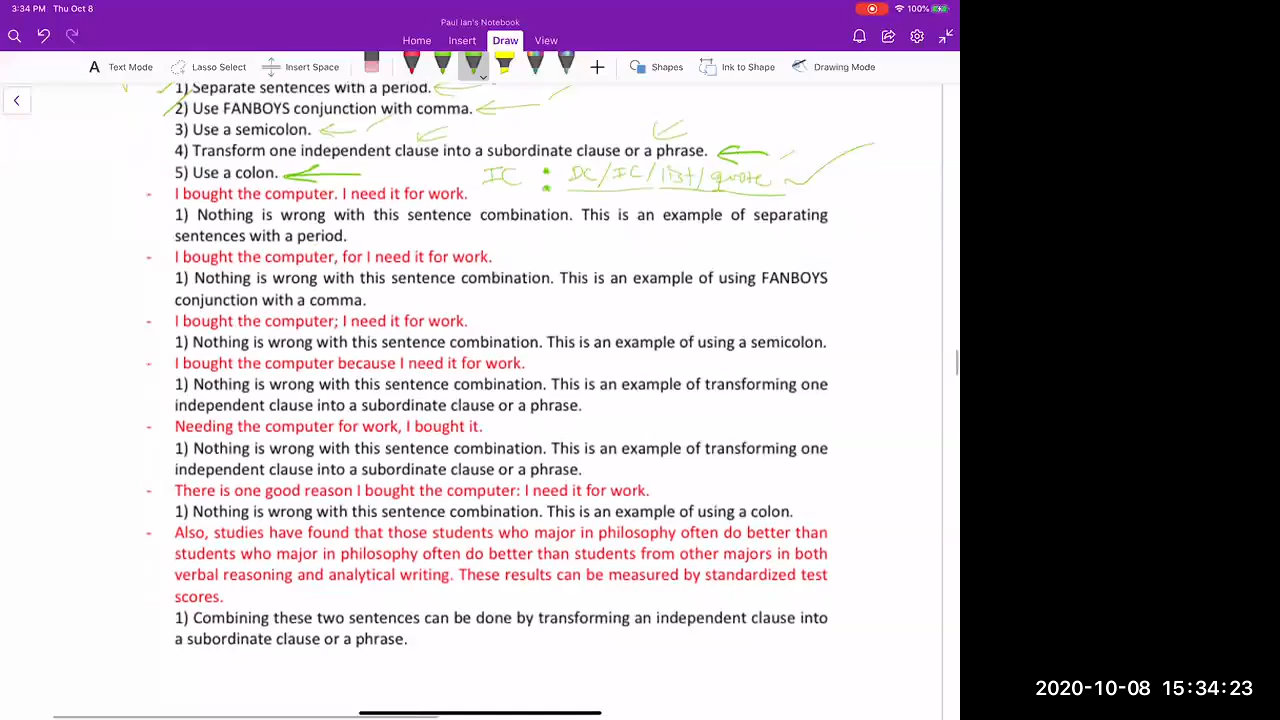 3:34 PM Thu Oct 8
100%
Paul Ian's Notebook
Home Insert Draw View
A Text Mode Lasso Select Insert Space + Shapes Ink to Shape Drawing Mode
1) Separate sentences with a period.
2) Use FANBOYS conjunction with comma.
3) Use a semicolon.
4) Transform one independent clause into a subordinate clause or a phrase.
5) Use a colon. IC : DC/IC/list/quote
- I bought the computer. I need it for work.
1) Nothing is wrong with this sentence combination. This is an example of separating
sentences with a period.
- I bought the computer, for I need it for work.
1) Nothing is wrong with this sentence combination. This is an example of using FANBOYS
conjunction with a comma.
- I bought the computer; I need it for work.
1) Nothing is wrong with this sentence combination. This is an example of using a semicolon.
- I bought the computer because I need it for work.
1) Nothing is wrong with this sentence combination. This is an example of transforming one
independent clause into a subordinate clause or a phrase.
- Needing the computer for work, I bought it.
1) Nothing is wrong with this sentence combination. This is an example of transforming one
independent clause into a subordinate clause or a phrase.
- There is one good reason I bought the computer: I need it for work.
1) Nothing is wrong with this sentence combination. This is an example of using a colon.
- Also, studies have found that those students who major in philosophy often do better than
students who major in philosophy often do better than students from other majors in both
verbal reasoning and analytical writing. These results can be measured by standardized test
scores.
1) Combining these two sentences can be done by transforming an independent clause into
a subordinate clause or a phrase.
2020-10-08 15:34:23